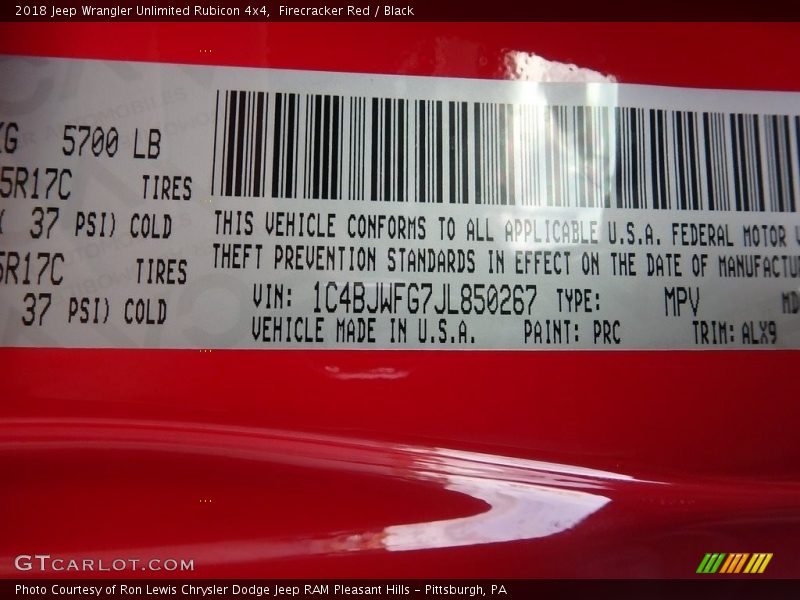 2018 Jeep Wrangler Unlimited Rubicon 4x4, Firecracker Red / Black
KG 5700 LB
5R17C TIRES
37 PSI) COLD
5R17C TIRES
37 PSI) COLD
THIS VEHICLE CONFORMS TO ALL APPLICABLE U.S.A. FEDERAL MOTOR
THEFT PREVENTION STANDARDS IN EFFECT ON THE DATE OF MANUFACTU
VIN: 1C4BJWFG7JL850267 TYPE: MPV MD
VEHICLE MADE IN U.S.A. PAINT: PRC TRIM: ALX9
GTCARLOT.COM
Photo Courtesy of Ron Lewis Chrysler Dodge Jeep RAM Pleasant Hills - Pittsburgh, PA